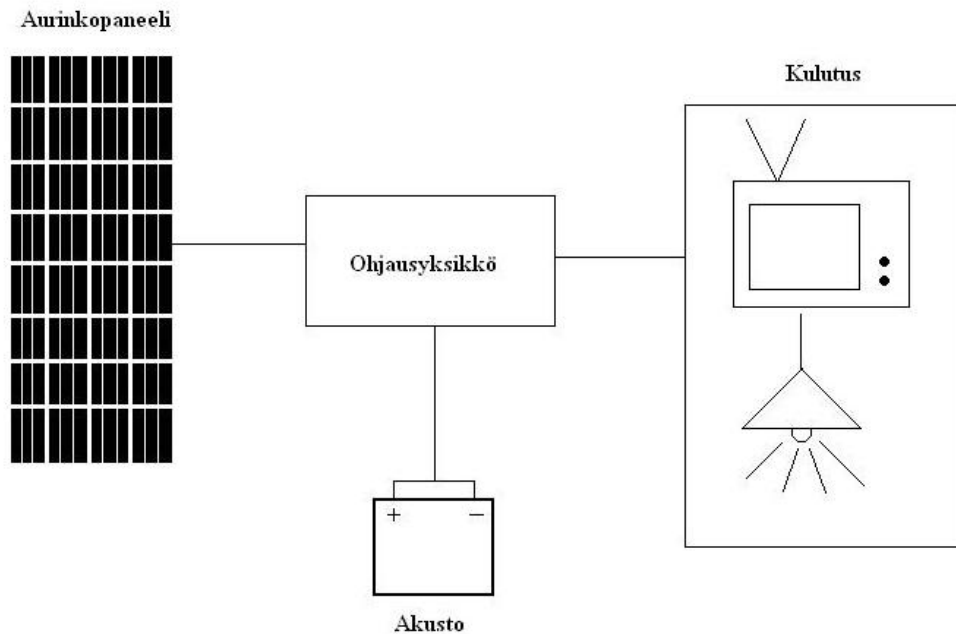 Aurinkopaneeli
Kulutus
Ohjausyksikkö
+ −
Akusto